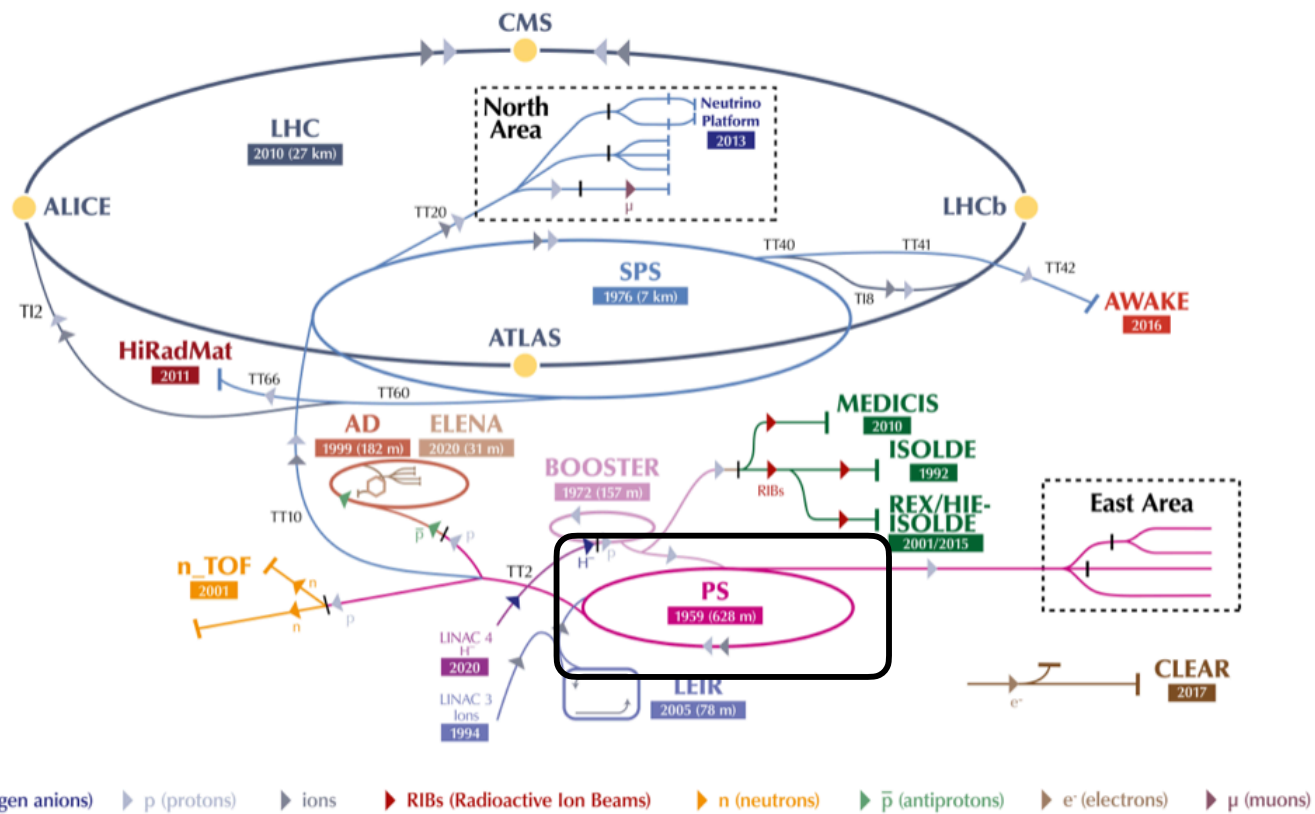 CMS
North
Area
Neutrino
Platform
2013
LHC
2010 (27 km)
μ
ALICE
LHCb
TT20
TT40
TT41
TT42
SPS
1976 (7 km)
TI8
AWAKE
2016
TI2
ATLAS
HiRadMat
2011
TT66
TT60
AD
1999 (182 m)
ELENA
2020 (31 m)
MEDICIS
2010
BOOSTER
1972 (157 m)
ISOLDE
1992
RIBs
REX/HIE-
ISOLDE
2001/2015
East Area
TT10
p̅
p
H⁻
p
n_TOF
2001
n
n
p
TT2
PS
1959 (628 m)
LINAC 4
H⁻
2020
LINAC 3
Ions
1994
LEIR
2005 (78 m)
e⁻
CLEAR
2017
gen anions)
p (protons)
ions
RIBs (Radioactive Ion Beams)
n (neutrons)
p̅ (antiprotons)
e⁻ (electrons)
μ (muons)